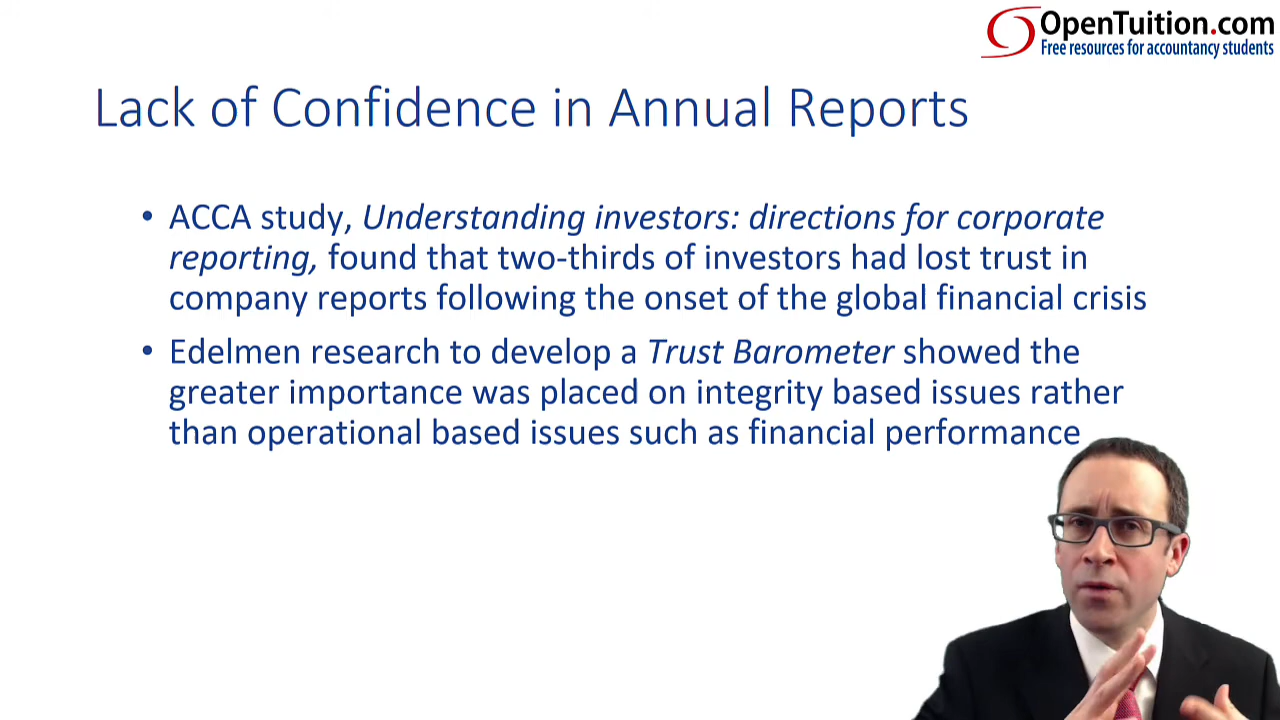 OpenTuition.com
Free resources for accountancy students
Lack of Confidence in Annual Reports
• ACCA study, Understanding investors: directions for corporate
reporting, found that two-thirds of investors had lost trust in
company reports following the onset of the global financial crisis
• Edelmen research to develop a Trust Barometer showed the
greater importance was placed on integrity based issues rather
than operational based issues such as financial performance